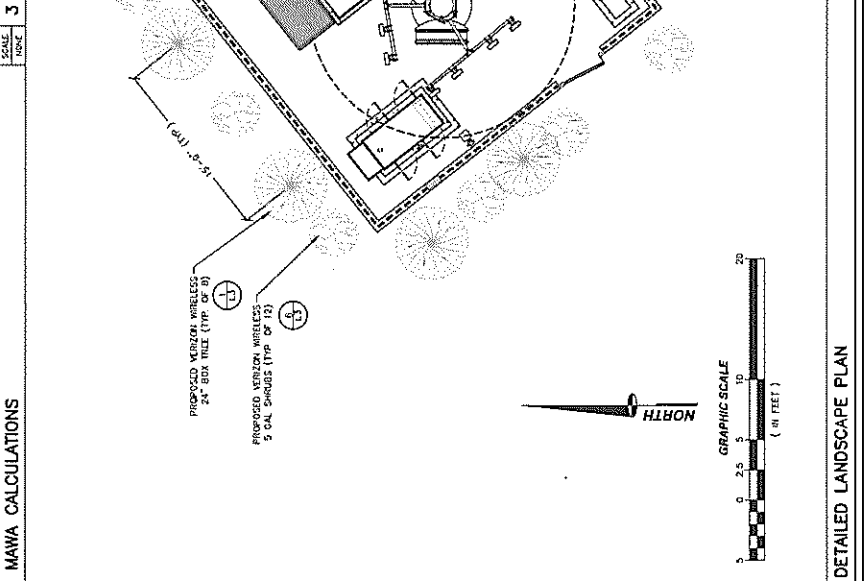 MAWA CALCULATIONS
SCALE
NONE
3
15'-0" (TYP.)
PROPOSED VERIZON WIRELESS
24" BOX TREE (TYP. OF 8)
1
L3
PROPOSED VERIZON WIRELESS
5 GAL SHRUBS (TYP OF 12)
6
L3
NORTH
GRAPHIC SCALE
5 0 2.5 5 10 20
( IN FEET )
DETAILED LANDSCAPE PLAN